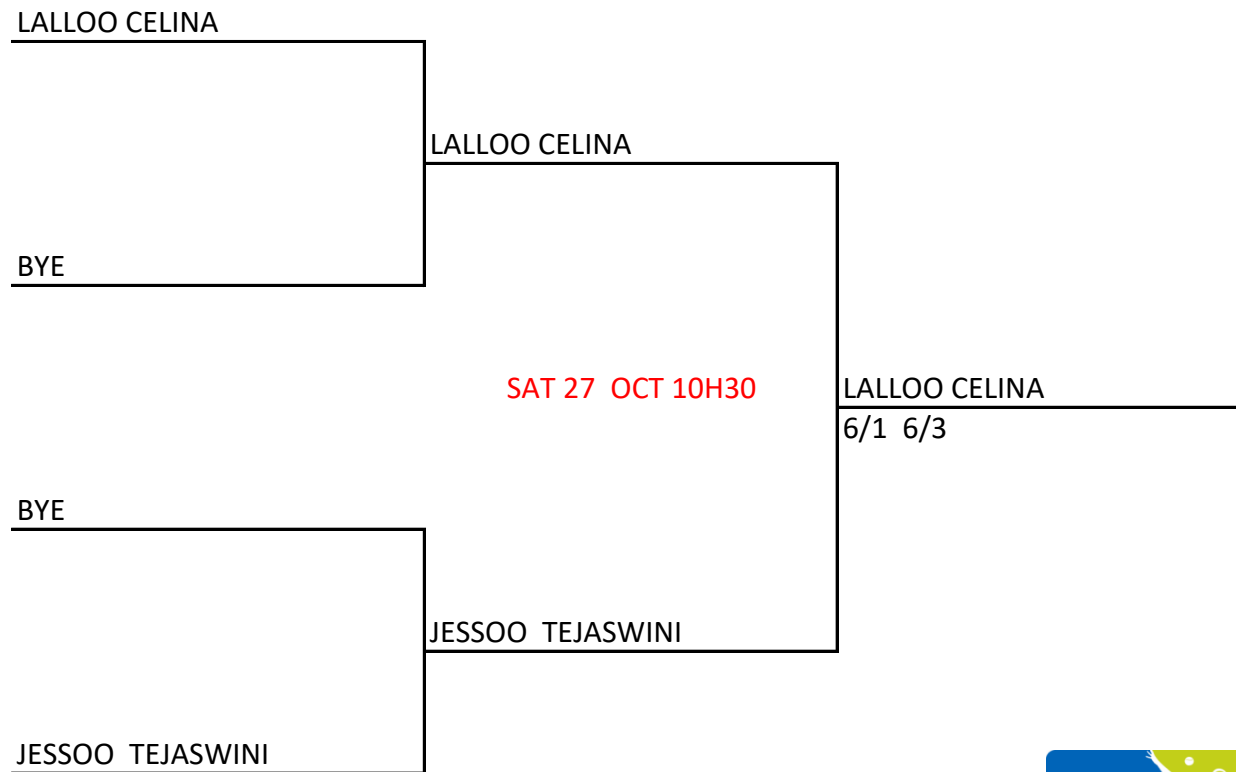 LALLOO CELINA
LALLOO CELINA
BYE
SAT 27 OCT 10H30
LALLOO CELINA
6/1 6/3
BYE
JESSOO TEJASWINI
JESSOO TEJASWINI